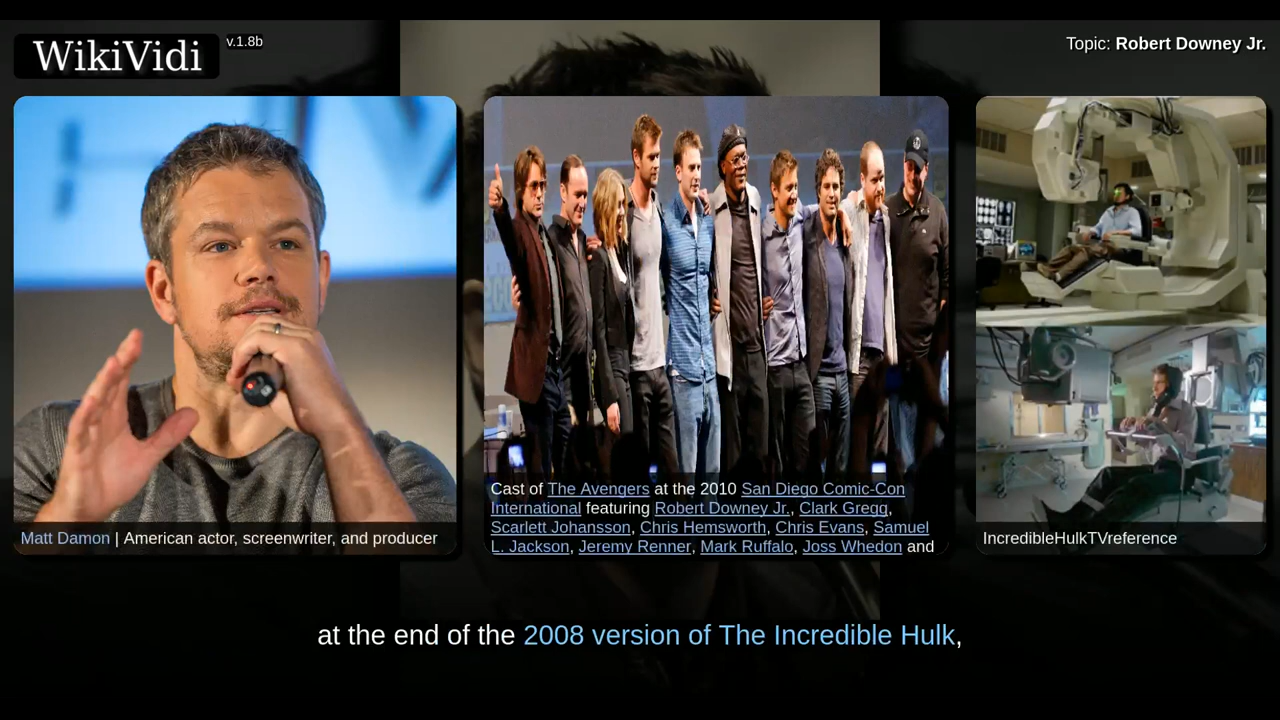 WikiVidi
v.1.8b
Topic: Robert Downey Jr.
Matt Damon | American actor, screenwriter, and producer
Cast of The Avengers at the 2010 San Diego Comic-Con
International featuring Robert Downey Jr., Clark Gregg,
Scarlett Johansson, Chris Hemsworth, Chris Evans, Samuel
L. Jackson, Jeremy Renner, Mark Ruffalo, Joss Whedon and
IncredibleHulkTVreference
at the end of the 2008 version of The Incredible Hulk,